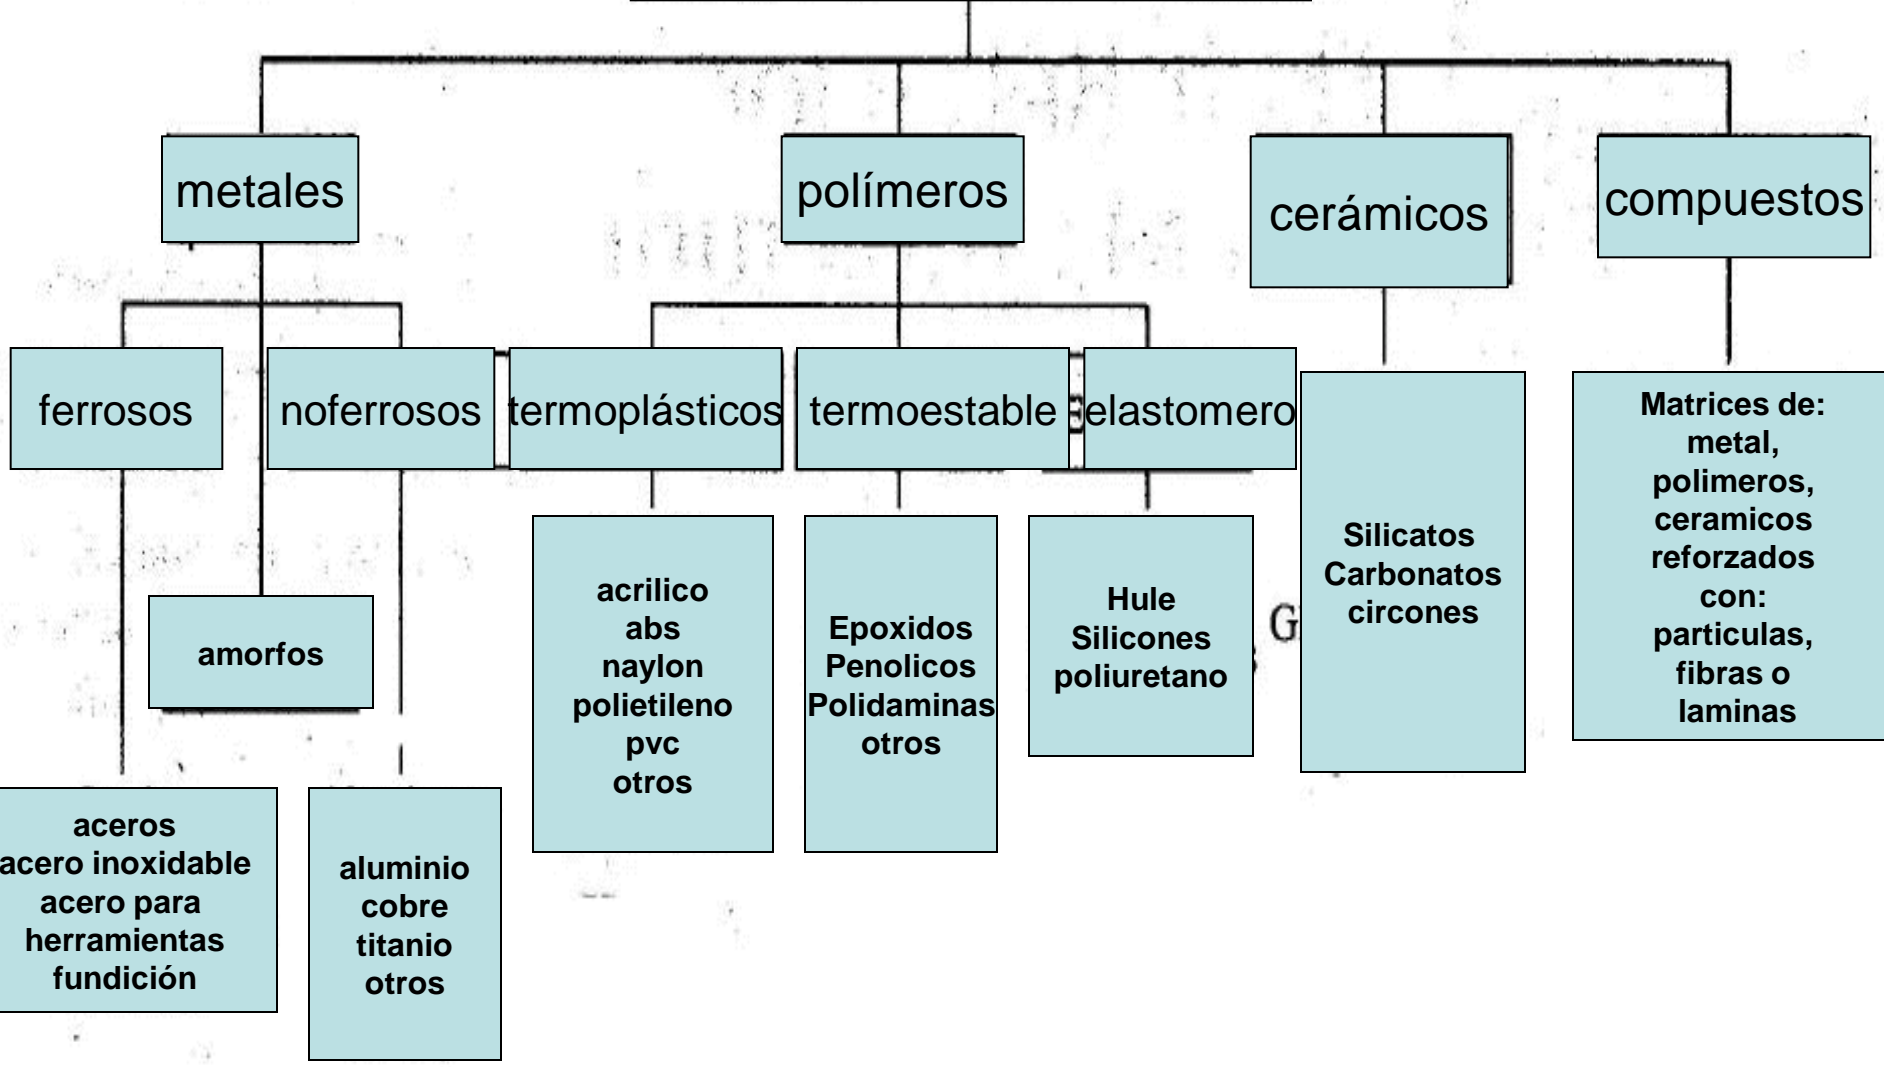 metales
polímeros
cerámicos
compuestos
ferrosos
noferrosos
termoplásticos
termoestable
elastomero
amorfos
aceros
acero inoxidable
acero para
herramientas
fundición
aluminio
cobre
titanio
otros
acrilico
abs
naylon
polietileno
pvc
otros
Epoxidos
Penolicos
Polidaminas
otros
Hule
Silicones
poliuretano
Silicatos
Carbonatos
circones
Matrices de:
metal,
polimeros,
ceramicos
reforzados
con:
particulas,
fibras o
laminas